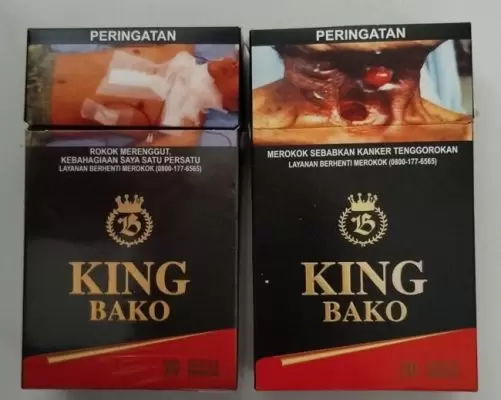 PERINGATAN
ROKOK MERENGGUT,
KEBAHAGIAAN SAYA SATU PERSATU
LAYANAN BERHENTI MEROKOK (0800-177-6565)
B
KING
BAKO
PERINGATAN
MEROKOK SEBABKAN KANKER TENGGOROKAN
LAYANAN BERHENTI MEROKOK (0800-177-6565)
B
KING
BAKO